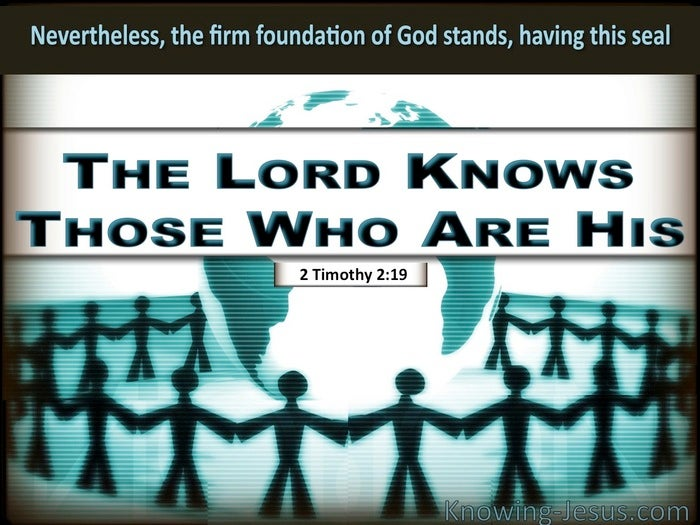 Nevertheless, the firm foundation of God stands, having this seal
THE LORD KNOWS
THOSE WHO ARE HIS
2 Timothy 2:19
Knowing-Jesus.com